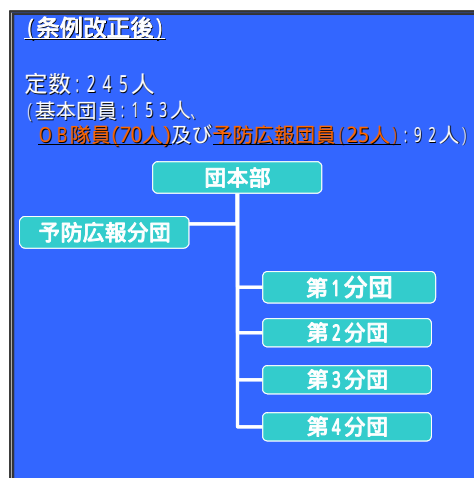 (条例改正後)
定数:245人
(基本団員:153人、
OB隊員(70人)及び予防広報団員(25人):92人)
団本部
予防広報分団
第1分団
第2分団
第3分団
第4分団